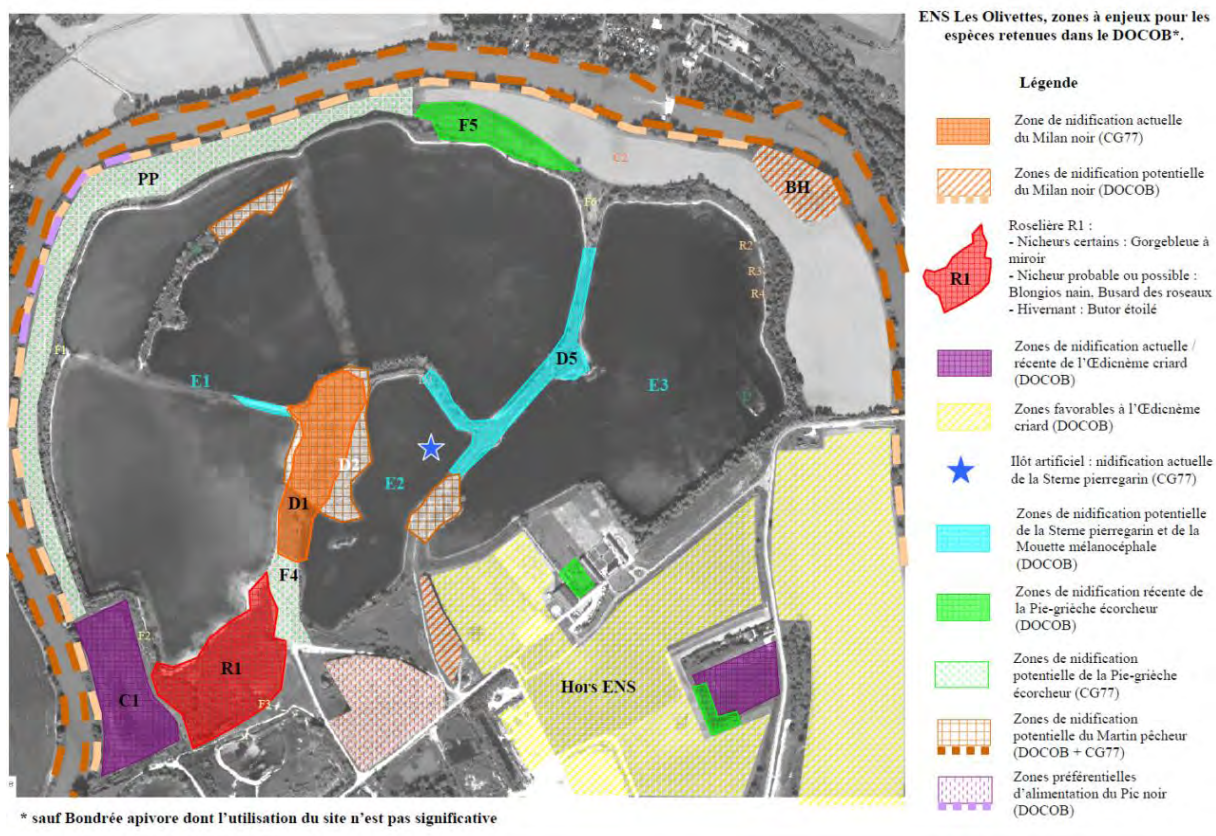 ENS Les Olivettes, zones à enjeux pour les
espèces retenues dans le DOCOB*.
Légende
Zone de nidification actuelle
du Milan noir (CG77)
Zones de nidification potentielle
du Milan noir (DOCOB)
Roselière R1 :
- Nicheurs certains : Gorgebleue à
miroir
- Nicheur probable ou possible :
Blongios nain, Busard des roseaux
- Hivernant : Butor étoilé
R1
Zones de nidification actuelle /
récente de l'Œdicnème criard
(DOCOB)
Zones favorables à l'Œdicnème
criard (DOCOB)
Ilôt artificiel : nidification actuelle
de la Sterne pierregarin (CG77)
Zones de nidification potentielle
de la Sterne pierregarin et de la
Mouette mélanocéphale
(DOCOB)
Zones de nidification récente de
la Pie-grièche écorcheur
(DOCOB)
Zones de nidification
potentielle de la Pie-grièche
écorcheur (CG77)
Zones de nidification
potentielle du Martin pêcheur
(DOCOB + CG77)
Zones préférentielles
d'alimentation du Pic noir
(DOCOB)
F5
PP
BH
R2
R3
R4
F1
D5
E1
E3
D2
E2
D1
F4
F2
R1
C1
F3
Hors ENS
* sauf Bondrée apivore dont l'utilisation du site n'est pas significative